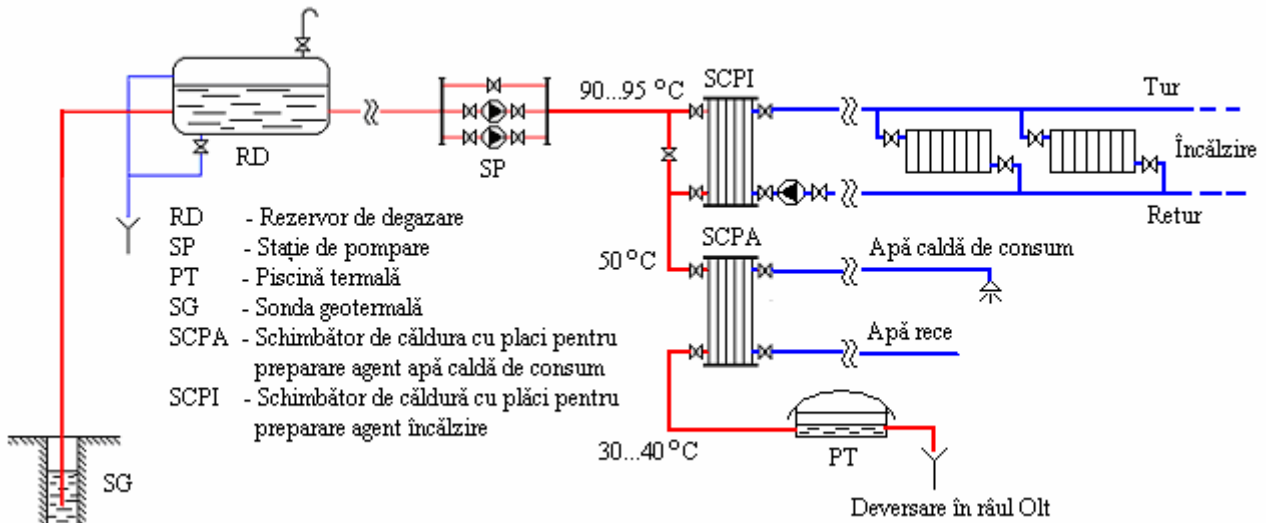 SCPI
90...95 °C
Tur
RD
SP
Încălzire
Retur
RD - Rezervor de degazare
SP - Stație de pompare
PT - Piscină termală
SG - Sonda geotermală
SCPA - Schimbător de căldura cu placi pentru
preparare agent apă caldă de consum
SCPI - Schimbător de căldură cu plăci pentru
preparare agent încălzire
SCPA
50 °C
Apă caldă de consum
Apă rece
30...40 °C
PT
SG
Deversare în râul Olt